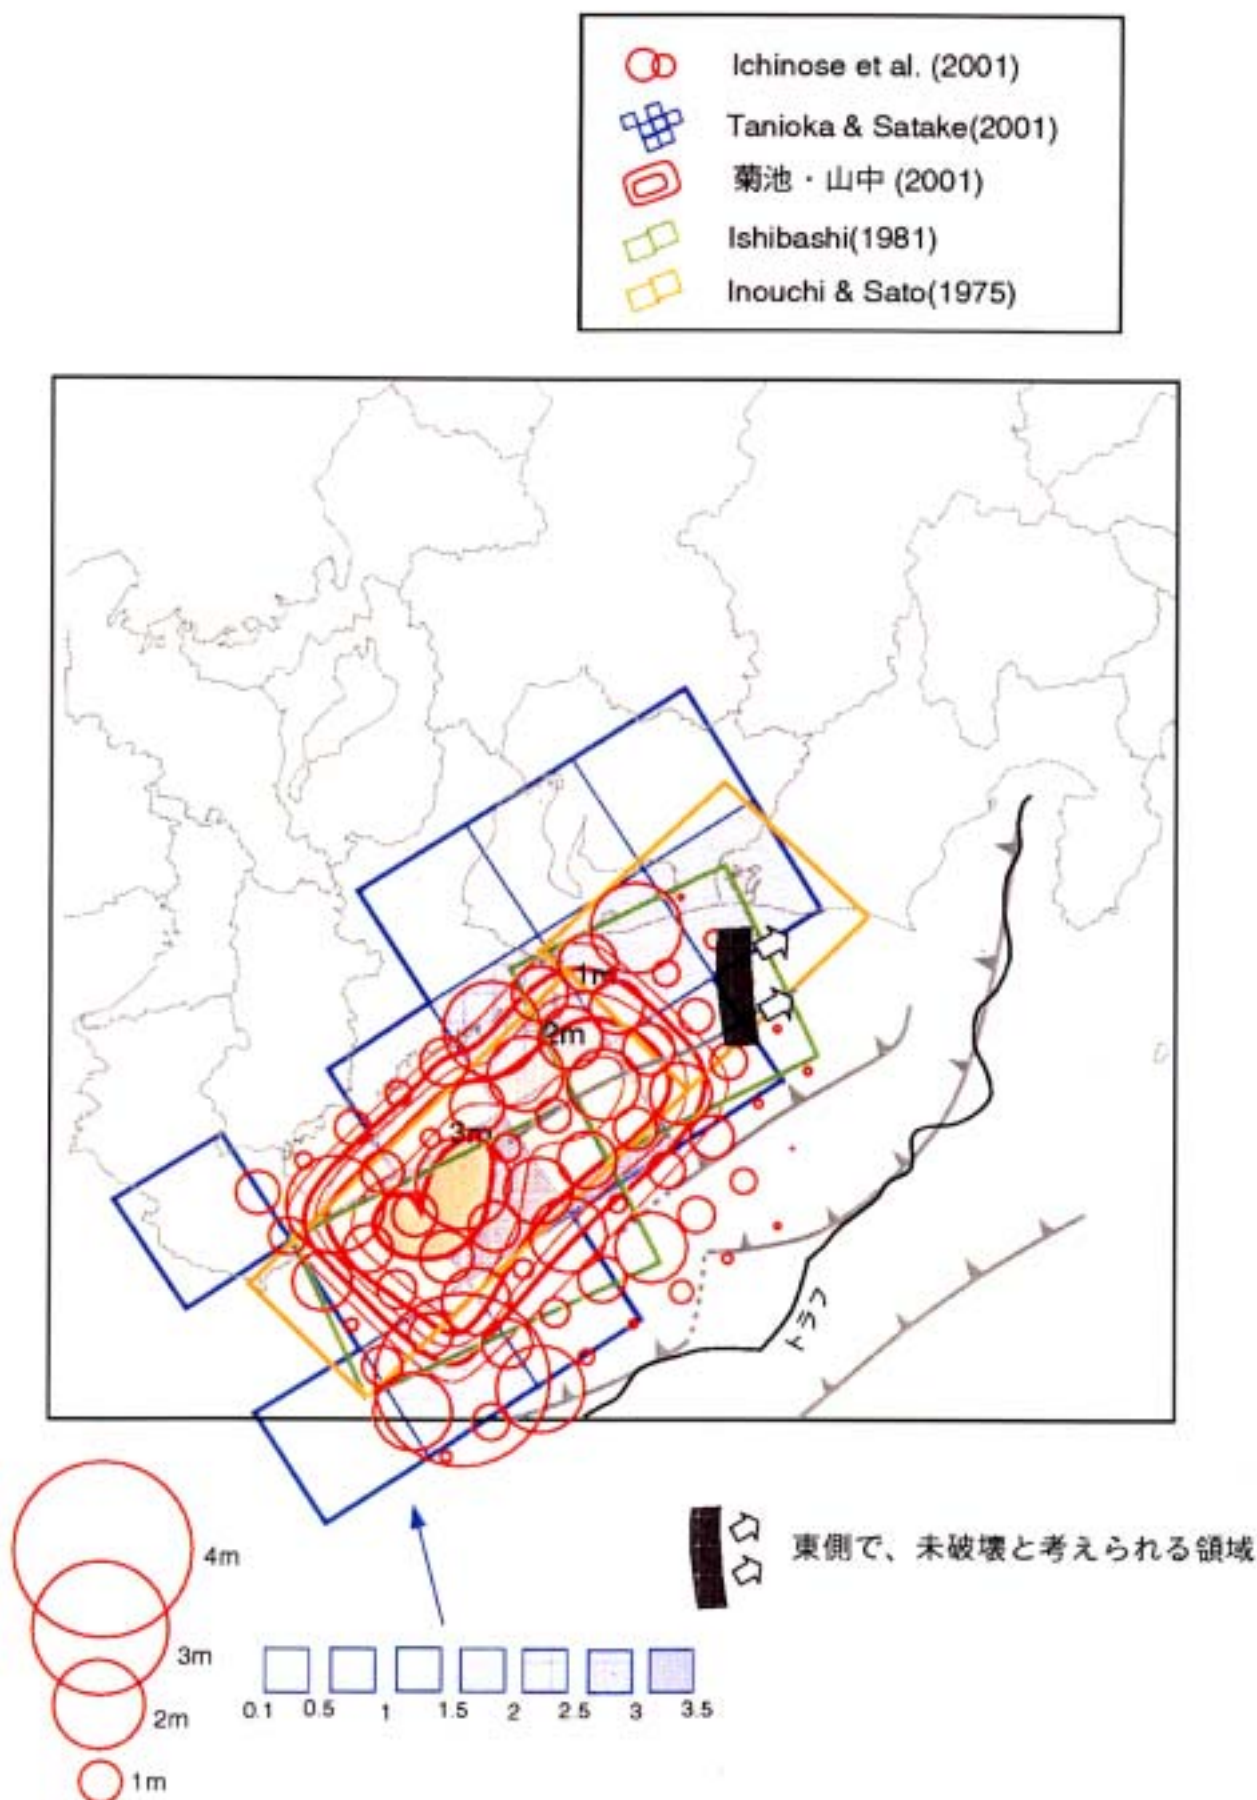 Ichinose et al. (2001)
Tanioka & Satake(2001)
菊池・山中 (2001)
Ishibashi(1981)
Inouchi & Sato(1975)
1m
2m
3m
トラフ
4m
3m
2m
1m
東側で、未破壊と考えられる領域
0.1 0.5 1 1.5 2 2.5 3 3.5